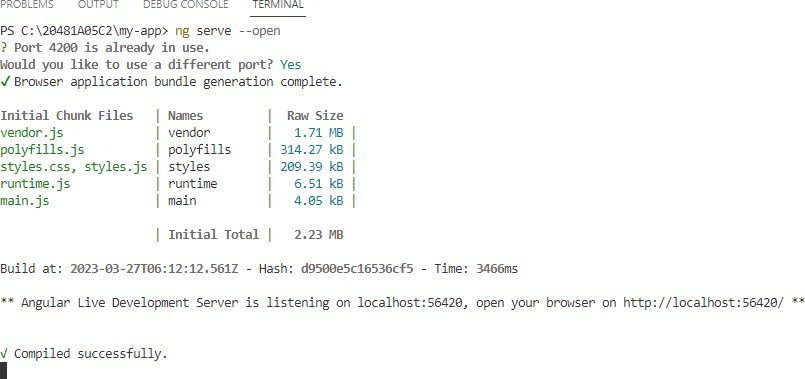 PROBLEMS OUTPUT DEBUG CONSOLE TERMINAL
PS C:\20481A05C2\my-app> ng serve --open
? Port 4200 is already in use.
Would you like to use a different port? Yes
✓ Browser application bundle generation complete.
Initial Chunk Files | Names | Raw Size
vendor.js | vendor | 1.71 MB |
polyfills.js | polyfills | 314.27 kB |
styles.css, styles.js | styles | 209.39 kB |
runtime.js | runtime | 6.51 kB |
main.js | main | 4.05 kB |
| Initial Total | 2.23 MB
Build at: 2023-03-27T06:12:12.561Z - Hash: d9500e5c16536cf5 - Time: 3466ms
** Angular Live Development Server is listening on localhost:56420, open your browser on http://localhost:56420/ **
√ Compiled successfully.